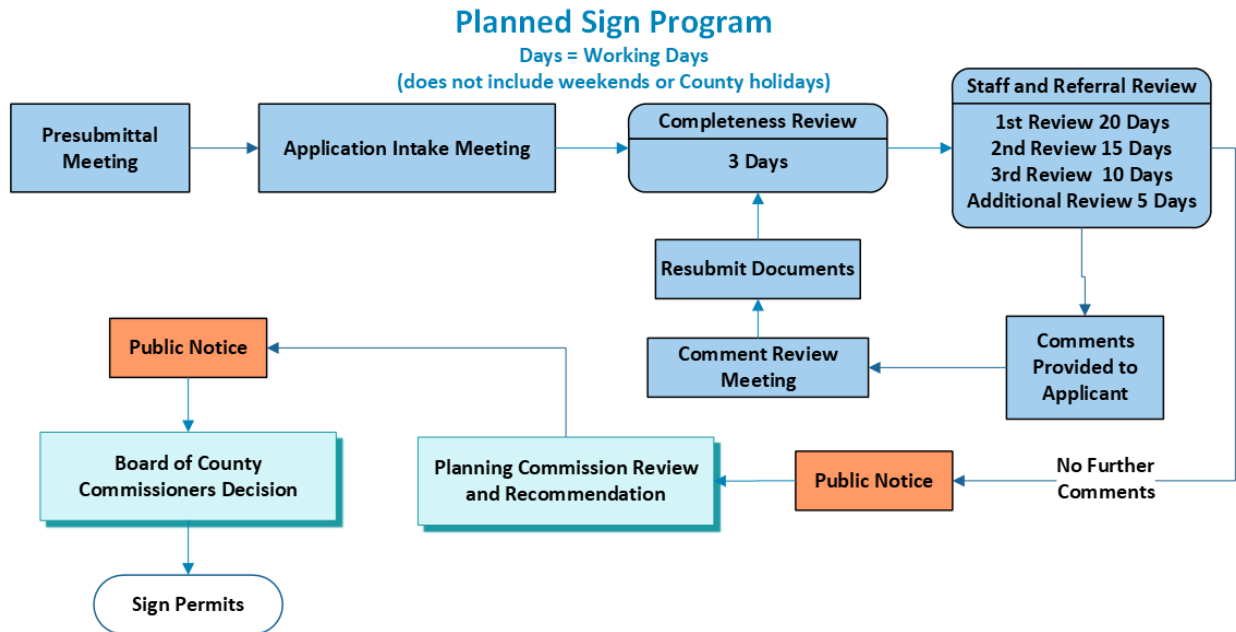 Planned Sign Program
Days = Working Days
(does not include weekends or County holidays)
Presubmittal
Meeting
Application Intake Meeting
Completeness Review
3 Days
Staff and Referral Review
1st Review 20 Days
2nd Review 15 Days
3rd Review 10 Days
Additional Review 5 Days
Comments
Provided to
Applicant
Comment Review
Meeting
Resubmit Documents
No Further
Comments
Public Notice
Planning Commission Review
and Recommendation
Public Notice
Board of County
Commissioners Decision
Sign Permits